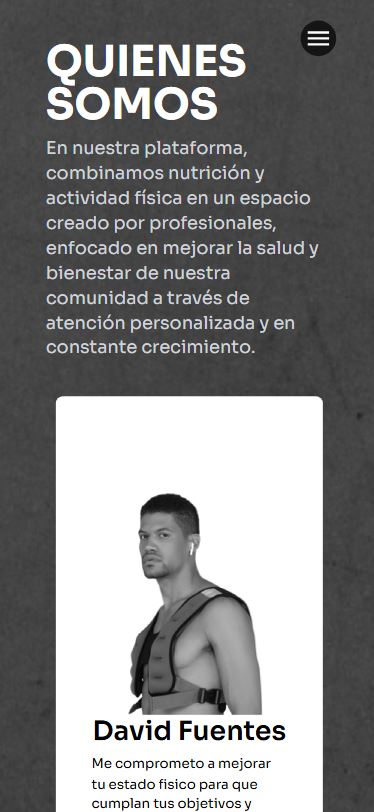 QUIENES
SOMOS
En nuestra plataforma,
combinamos nutrición y
actividad física en un espacio
creado por profesionales,
enfocado en mejorar la salud y
bienestar de nuestra
comunidad a través de
atención personalizada y en
constante crecimiento.
David Fuentes
Me comprometo a mejorar
tu estado fisico para que
cumplan tus objetivos y